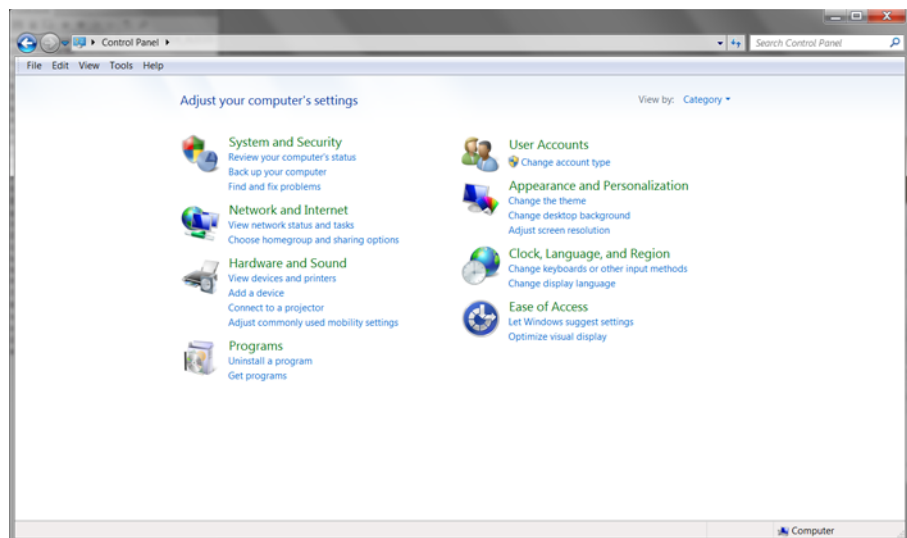 Control Panel
Search Control Panel
File Edit View Tools Help
Adjust your computer's settings
View by: Category
System and Security
Review your computer's status
Back up your computer
Find and fix problems
Network and Internet
View network status and tasks
Choose homegroup and sharing options
Hardware and Sound
View devices and printers
Add a device
Connect to a projector
Adjust commonly used mobility settings
Programs
Uninstall a program
Get programs
User Accounts
Change account type
Appearance and Personalization
Change the theme
Change desktop background
Adjust screen resolution
Clock, Language, and Region
Change keyboards or other input methods
Change display language
Ease of Access
Let Windows suggest settings
Optimize visual display
Computer